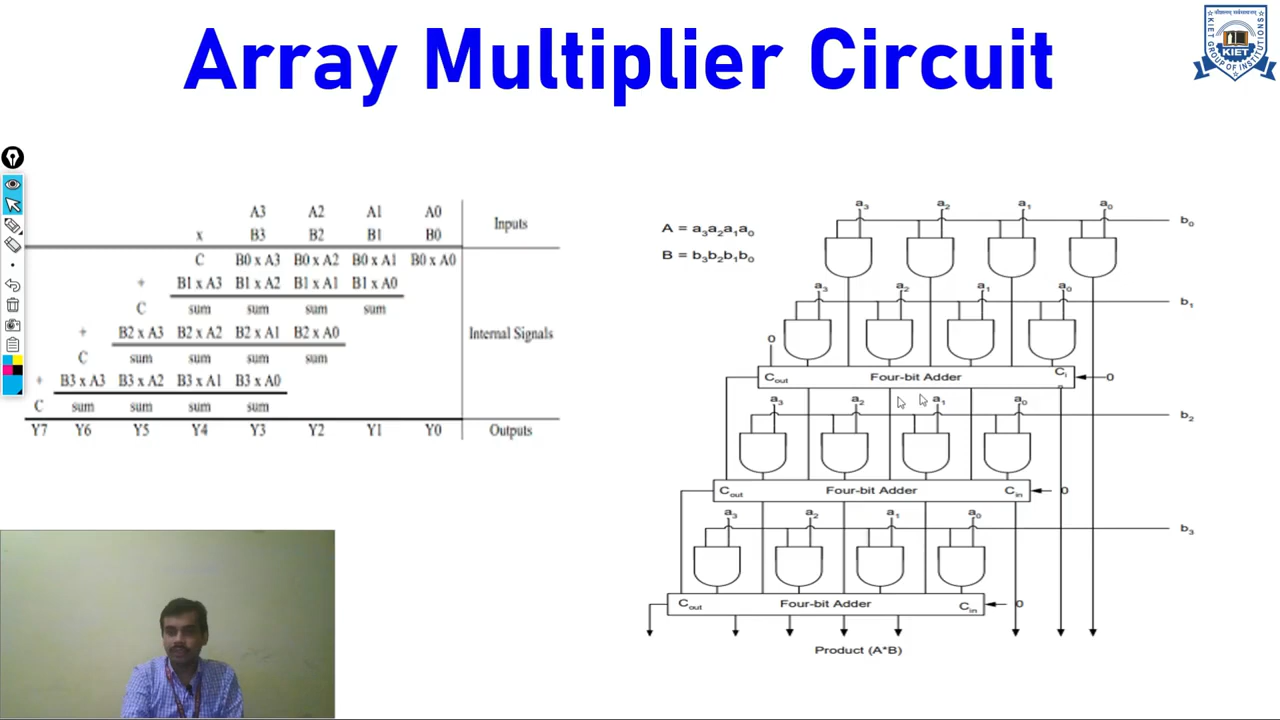 Array Multiplier Circuit
KIET
KIET GROUP OF INSTITUTIONS
A3 A2 A1 A0
Inputs
x B3 B2 B1 B0
C B0 x A3 B0 x A2 B0 x A1 B0 x A0
+ B1 x A3 B1 x A2 B1 x A1 B1 x A0
C sum sum sum sum
+ B2 x A3 B2 x A2 B2 x A1 B2 x A0
Internal Signals
C sum sum sum sum
+ B3 x A3 B3 x A2 B3 x A1 B3 x A0
C sum sum sum sum
Y7 Y6 Y5 Y4 Y3 Y2 Y1 Y0 Outputs
A = a₃a₂a₁a₀
B = b₃b₂b₁b₀
a₃ a₂ a₁ a₀
b₀
a₃ a₂ a₁ a₀
b₁
0
Cout Four-bit Adder Ci 0
n
a₃ a₂ a₁ a₀
b₂
Cout Four-bit Adder Cin 0
a₃ a₂ a₁ a₀
b₃
Cout Four-bit Adder Cin 0
Product (A*B)